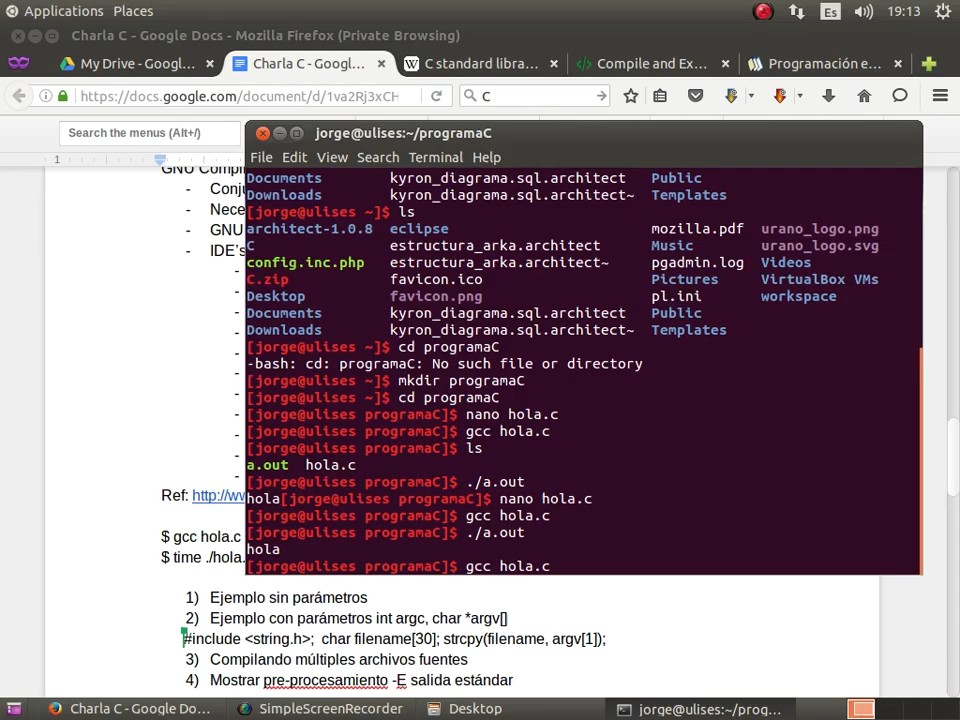 Applications Places Es 19:13
Charla C - Google Docs - Mozilla Firefox (Private Browsing)
My Drive - Googl... × Charla C - Googl... × C standard libra... × Compile and Ex... × Programación e... ×
https://docs.google.com/document/d/1va2Rj3xCH C
Search the menus (Alt+/)
1
GNU Compil
- Conju
- Nece
- GNU
- IDE's
-
-
-
-
-
-
-
-
-
-
-
-
-
Ref: http://ww
$ gcc hola.c
$ time ./hola.
1) Ejemplo sin parámetros
2) Ejemplo con parámetros int argc, char *argv[]
#include <string.h>; char filename[30]; strcpy(filename, argv[1]);
3) Compilando múltiples archivos fuentes
4) Mostrar pre-procesamiento -E salida estándar
jorge@ulises:~/programaC
File Edit View Search Terminal Help
Documents kyron_diagrama.sql.architect Public
Downloads kyron_diagrama.sql.architect~ Templates
[jorge@ulises ~]$ ls
architect-1.0.8 eclipse mozilla.pdf urano_logo.png
C estructura_arka.architect Music urano_logo.svg
config.inc.php estructura_arka.architect~ pgadmin.log Videos
C.zip favicon.ico Pictures VirtualBox VMs
Desktop favicon.png pl.ini workspace
Documents kyron_diagrama.sql.architect Public
Downloads kyron_diagrama.sql.architect~ Templates
[jorge@ulises ~]$ cd programaC
-bash: cd: programaC: No such file or directory
[jorge@ulises ~]$ mkdir programaC
[jorge@ulises ~]$ cd programaC
[jorge@ulises programaC]$ nano hola.c
[jorge@ulises programaC]$ gcc hola.c
[jorge@ulises programaC]$ ls
a.out hola.c
[jorge@ulises programaC]$ ./a.out
hola[jorge@ulises programaC]$ nano hola.c
[jorge@ulises programaC]$ gcc hola.c
[jorge@ulises programaC]$ ./a.out
hola
[jorge@ulises programaC]$ gcc hola.c
Charla C - Google Do... SimpleScreenRecorder Desktop jorge@ulises:~/prog...